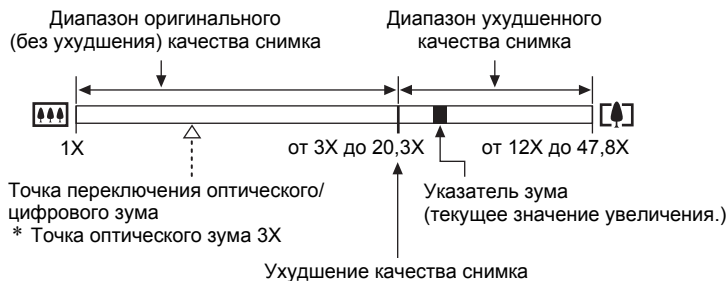 Диапазон оригинального
(без ухудшения) качества снимка
Диапазон ухудшенного
качества снимка
1X
от 3X до 20,3X
от 12X до 47,8X
Точка переключения оптического/
цифрового зума
* Точка оптического зума 3X
Указатель зума
(текущее значение увеличения.)
Ухудшение качества снимка